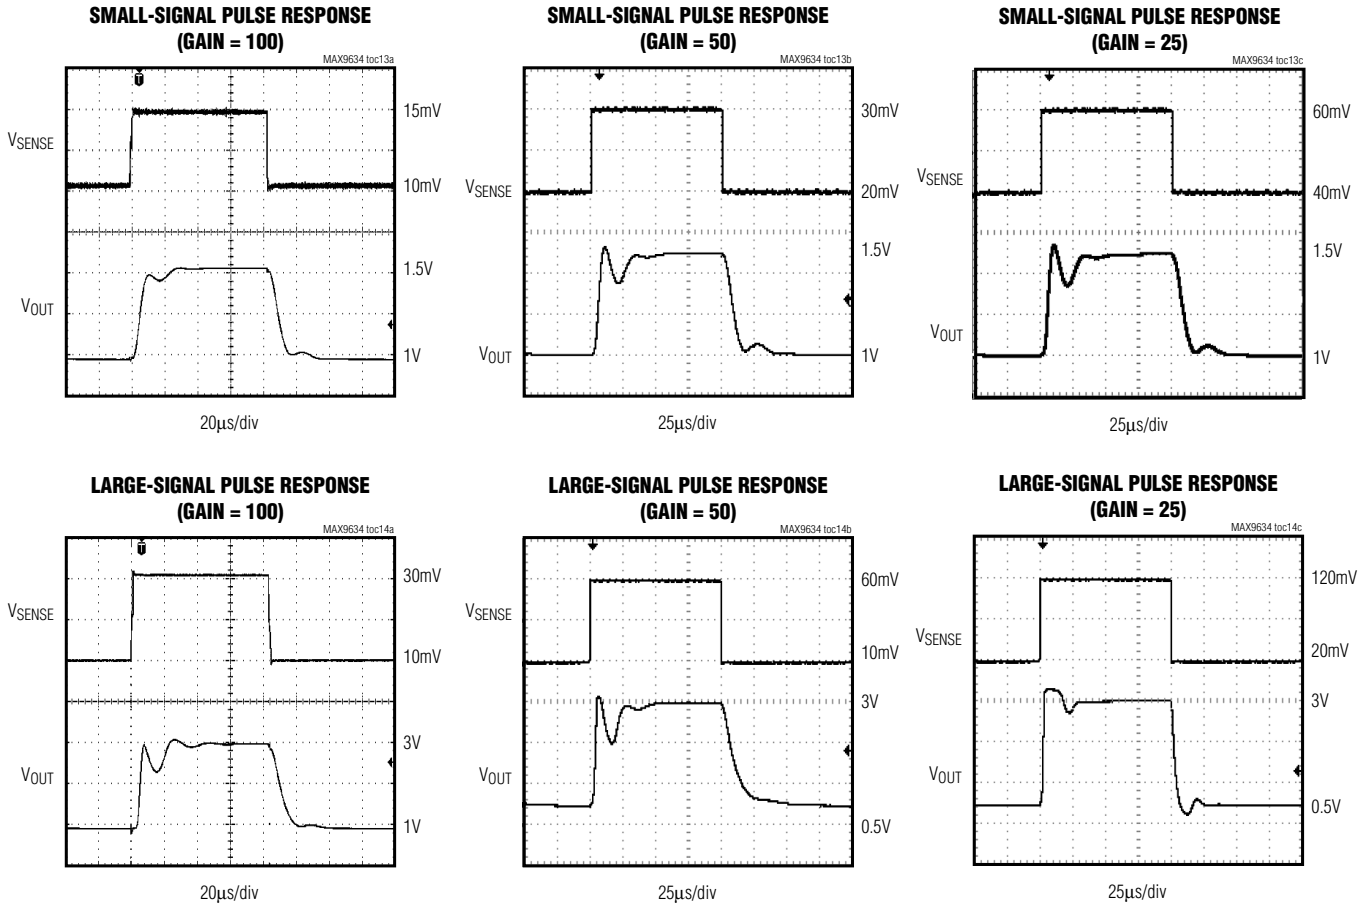 SMALL-SIGNAL PULSE RESPONSE
(GAIN = 100)
MAX9634 toc13a
T
15mV
VSENSE
10mV
1.5V
VOUT
1V
20µs/div
SMALL-SIGNAL PULSE RESPONSE
(GAIN = 50)
MAX9634 toc13b
30mV
VSENSE
20mV
1.5V
VOUT
1V
25µs/div
SMALL-SIGNAL PULSE RESPONSE
(GAIN = 25)
MAX9634 toc13c
60mV
VSENSE
40mV
1.5V
VOUT
1V
25µs/div
LARGE-SIGNAL PULSE RESPONSE
(GAIN = 100)
MAX9634 toc14a
T
30mV
VSENSE
10mV
3V
VOUT
1V
20µs/div
LARGE-SIGNAL PULSE RESPONSE
(GAIN = 50)
MAX9634 toc14b
60mV
VSENSE
10mV
3V
VOUT
0.5V
25µs/div
LARGE-SIGNAL PULSE RESPONSE
(GAIN = 25)
MAX9634 toc14c
120mV
VSENSE
20mV
3V
VOUT
0.5V
25µs/div